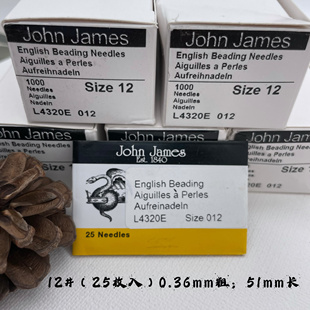 John James
English Beading Needles
Aiguilles a Perles
Aufreihnadeln
1000
Needles
Aiguilles
Nadeln
Size 12
L4320E 012
John James
English Beading Needles
Aiguilles a Perles
Aufreihnadeln
1000
Needles
Aiguilles
Nadeln
Size 12
L4320E 012
John James
Est. 1840
English Beading
Aiguilles à Perles
Aufreinadeln
L4320E Size 012
25 Needles
12#（25枚入）0.36mm粗；51mm长